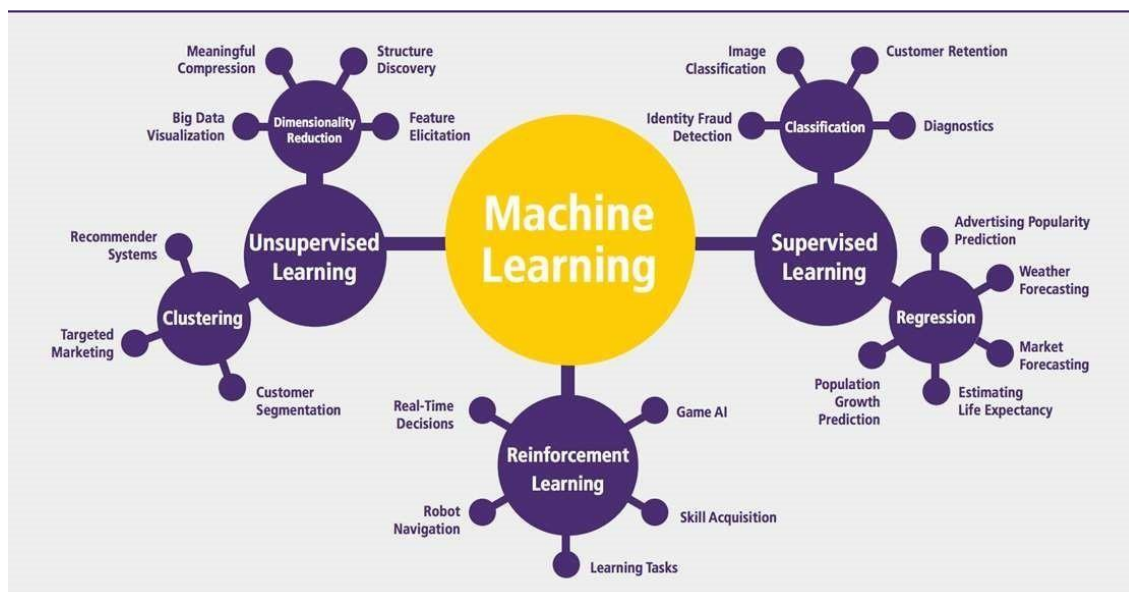 Machine
Learning
Unsupervised
Learning
Dimensionality
Reduction
Meaningful
Compression
Structure
Discovery
Big Data
Visualization
Feature
Elicitation
Clustering
Recommender
Systems
Targeted
Marketing
Customer
Segmentation
Supervised
Learning
Classification
Image
Classification
Customer Retention
Identity Fraud
Detection
Diagnostics
Regression
Advertising Popularity
Prediction
Weather
Forecasting
Market
Forecasting
Population
Growth
Prediction
Estimating
Life Expectancy
Reinforcement
Learning
Real-Time
Decisions
Game AI
Robot
Navigation
Skill Acquisition
Learning Tasks